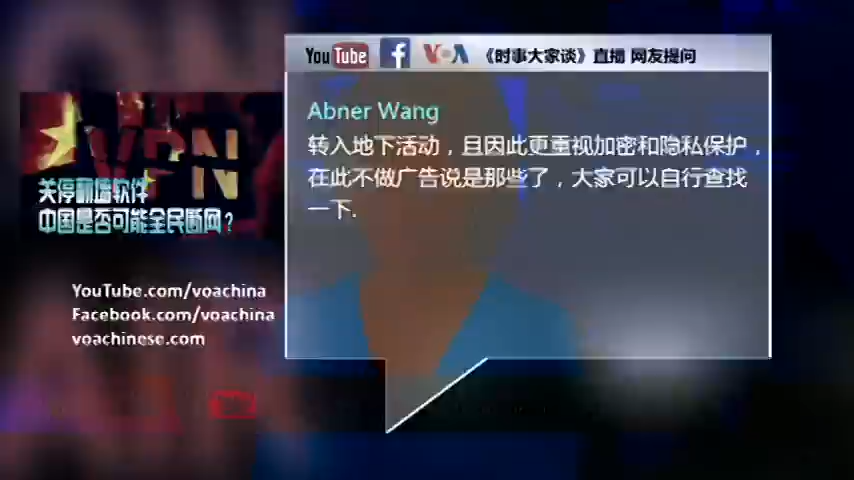 YouTube f VOA 《时事大家谈》直播 网友提问
Abner Wang
转入地下活动，且因此更重视加密和隐私保护，
在此不做广告说是那些了，大家可以自行查找
一下.
VPN
关停翻墙软件
中国是否可能全民断网？
YouTube.com/voachina
Facebook.com/voachina
voachinese.com